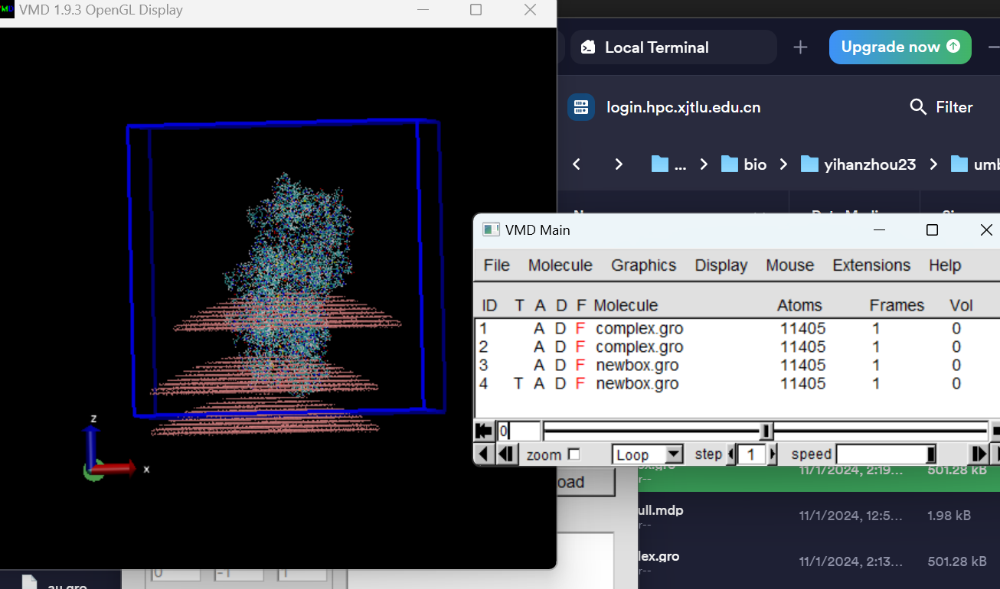 VMD 1.9.3 OpenGL Display
Local Terminal
Upgrade now
login.hpc.xjtlu.edu.cn
Filter
... bio yihanzhou23 umb
VMD Main
File Molecule Graphics Display Mouse Extensions Help
ID T A D F Molecule Atoms Frames Vol
1 A D F complex.gro 11405 1 0
2 A D F complex.gro 11405 1 0
3 A D F newbox.gro 11405 1 0
4 T A D F newbox.gro 11405 1 0
0
zoom Loop step 1 speed
z
x
oad
11/1/2024, 2:19... 501.28 kB
r--
ull.mdp 11/1/2024, 12:5... 1.98 kB
r--
lex.gro 11/1/2024, 2:13... 501.28 kB
r--
0 -1 1
au.gro